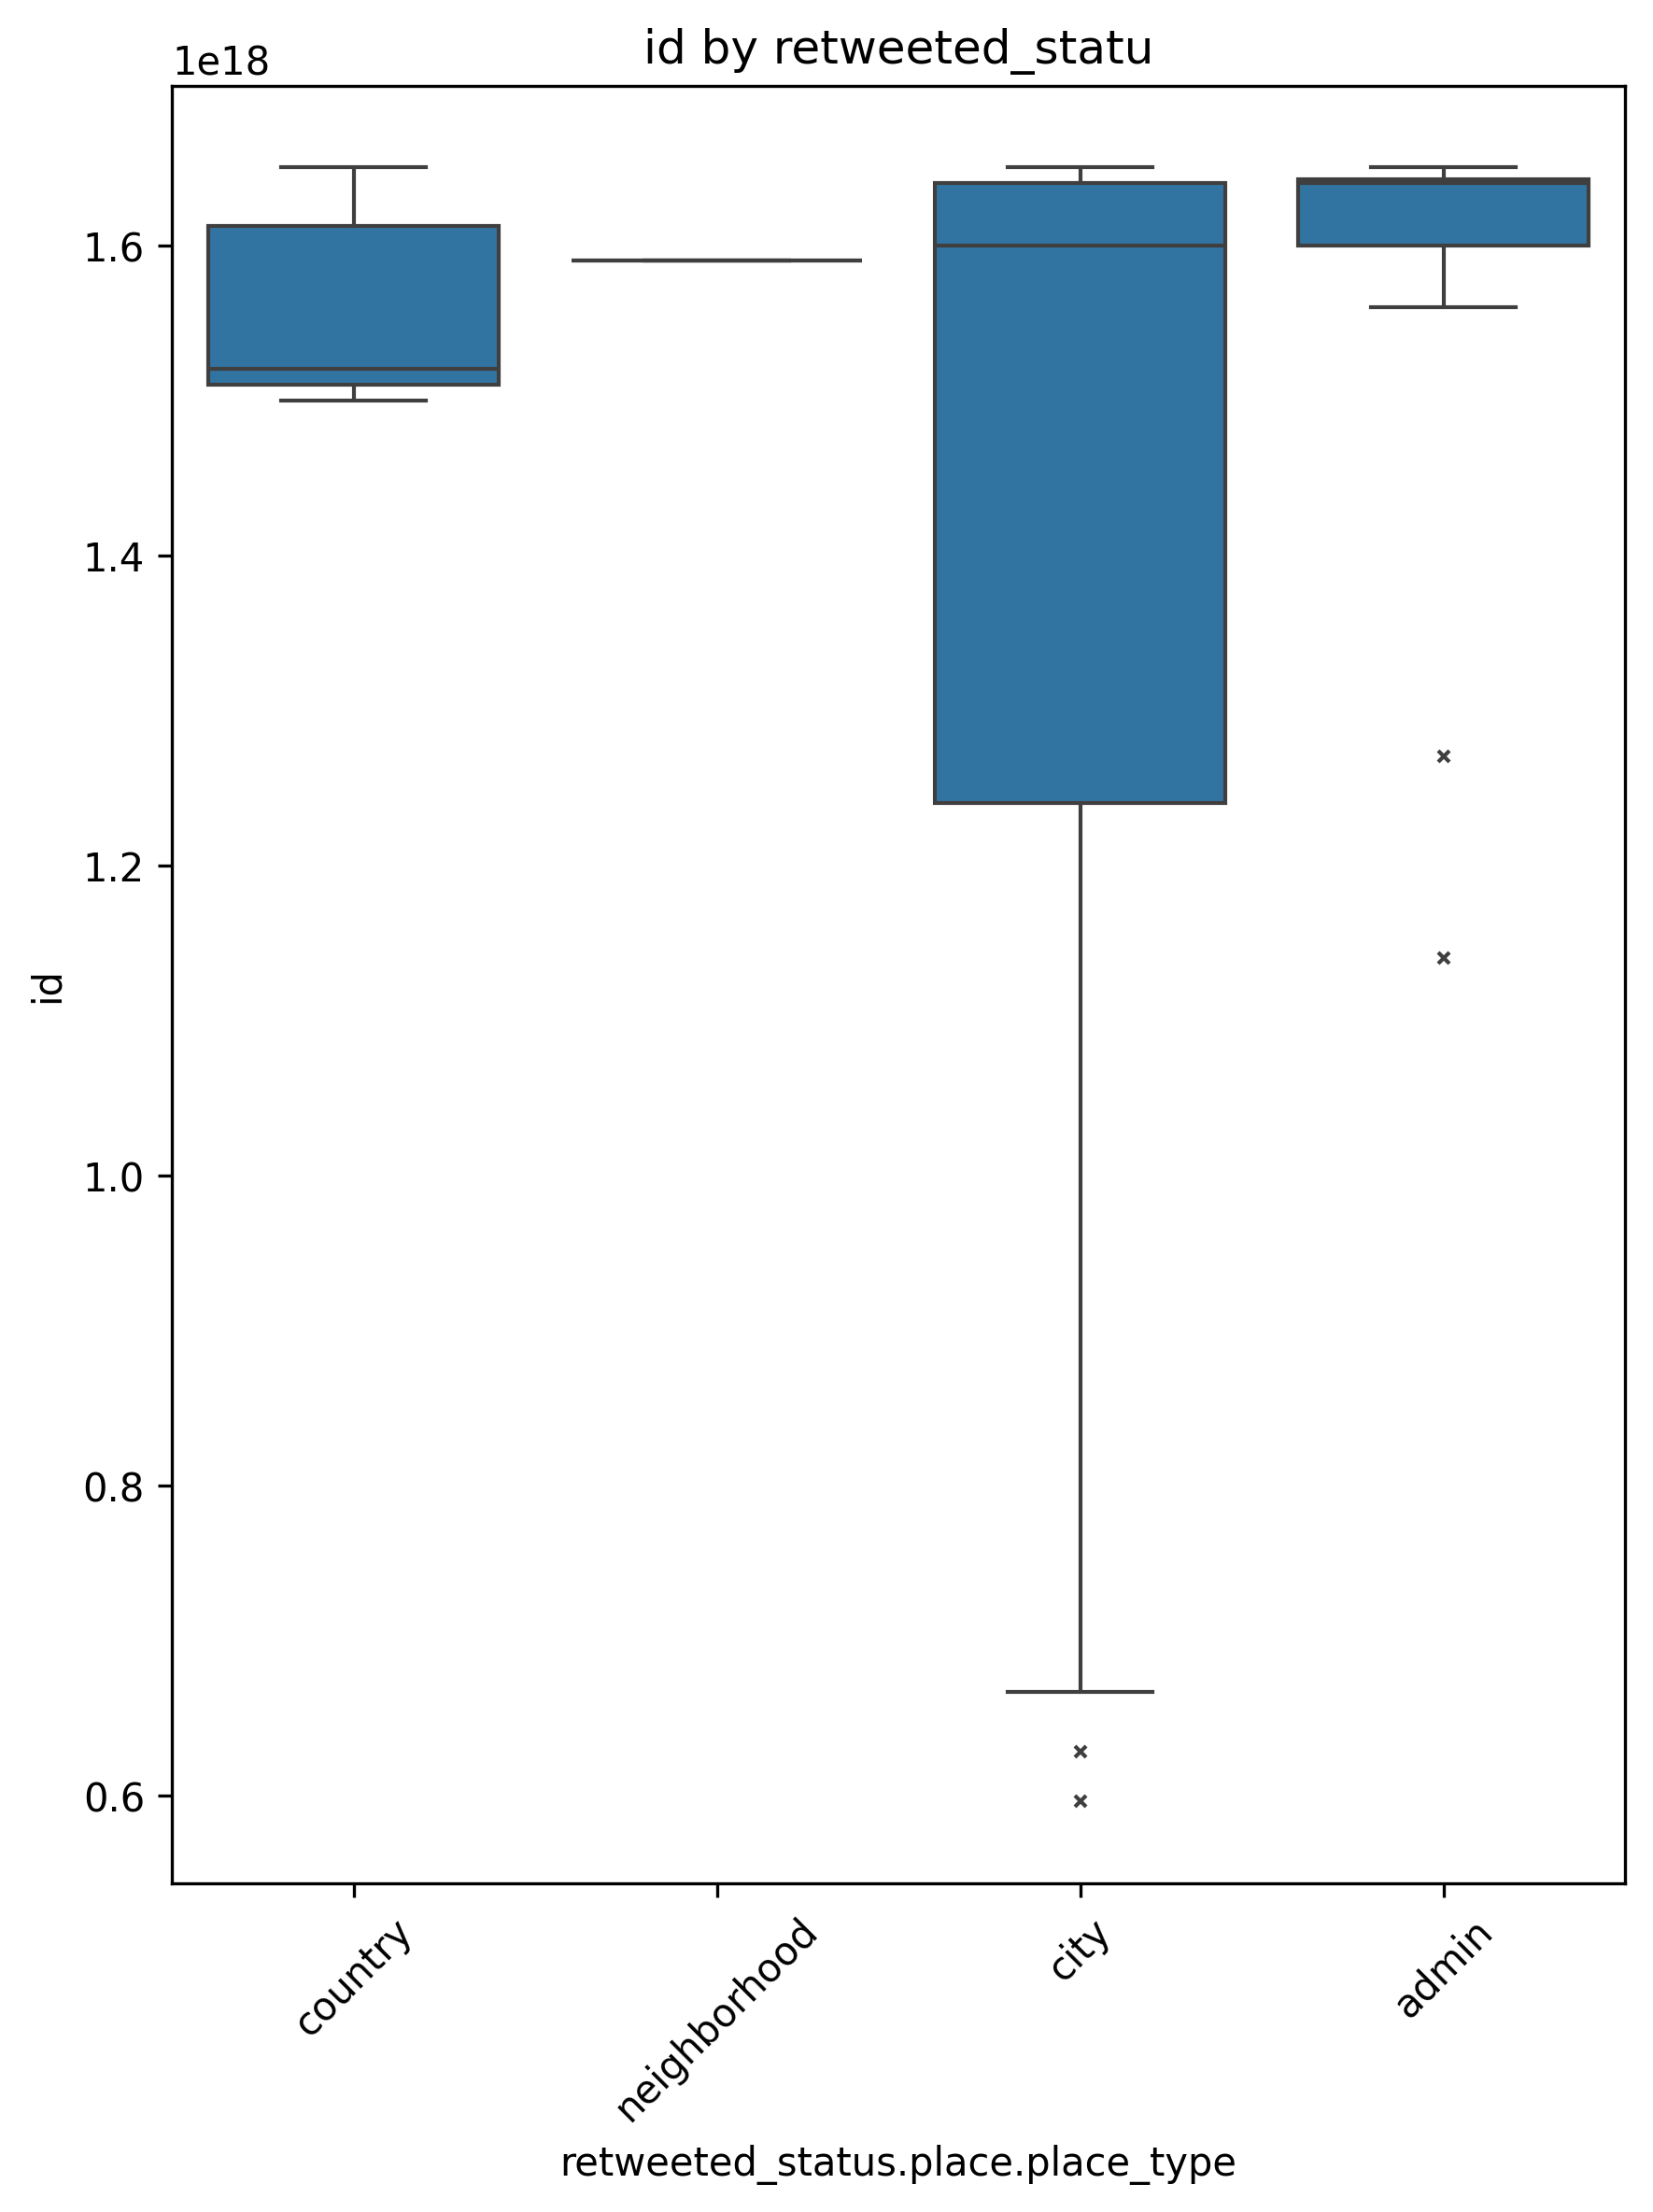 id by retweeted_statu
1e18
1.6
1.4
1.2
1.0
0.8
0.6
id
country
neighborhood
city
admin
retweeted_status.place.place_type